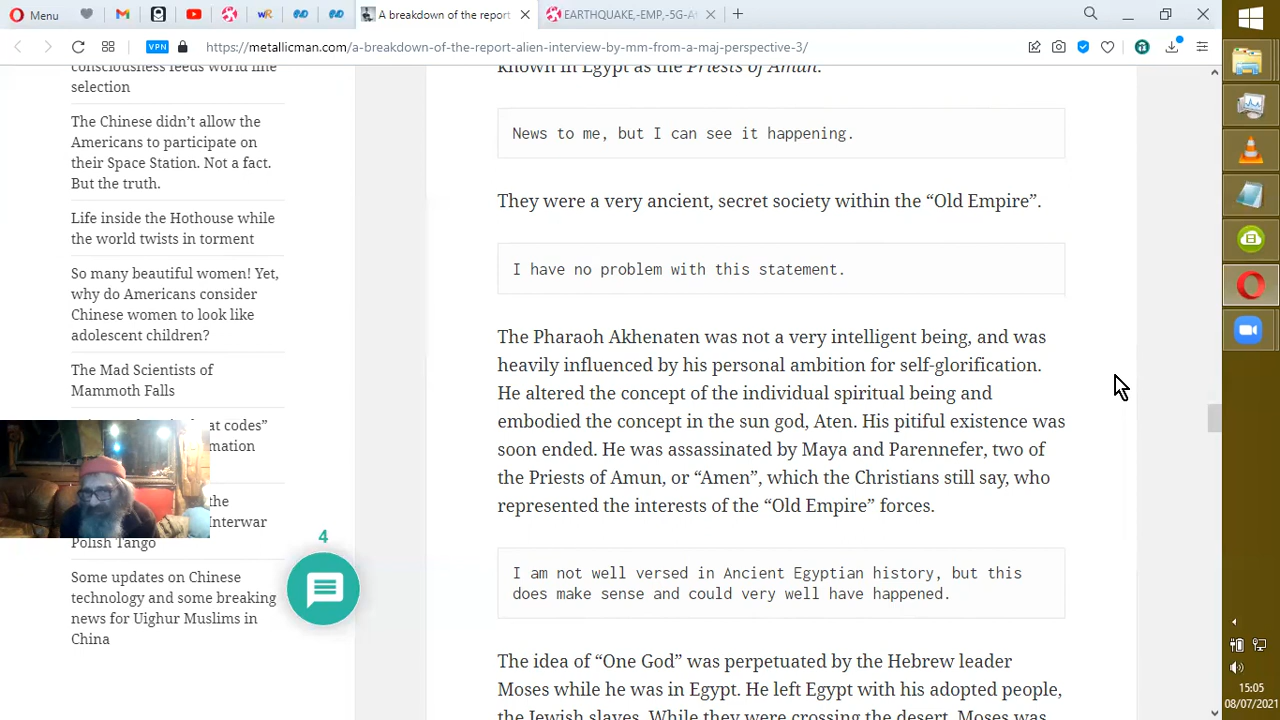 Menu
A breakdown of the report
EARTHQUAKE,-EMP,-5G-A
VPN
https://metallicman.com/a-breakdown-of-the-report-alien-interview-by-mm-from-a-maj-perspective-3/
consciousness feeds world line
selection
The Chinese didn’t allow the
Americans to participate on
their Space Station. Not a fact.
But the truth.
Life inside the Hothouse while
the world twists in torment
So many beautiful women! Yet,
why do Americans consider
Chinese women to look like
adolescent children?
The Mad Scientists of
Mammoth Falls
at codes”
mation
the
Interwar
Polish Tango
Some updates on Chinese
technology and some breaking
news for Uighur Muslims in
China
4
known in Egypt as the Priests of Amun.
News to me, but I can see it happening.
They were a very ancient, secret society within the “Old Empire”.
I have no problem with this statement.
The Pharaoh Akhenaten was not a very intelligent being, and was
heavily influenced by his personal ambition for self-glorification.
He altered the concept of the individual spiritual being and
embodied the concept in the sun god, Aten. His pitiful existence was
soon ended. He was assassinated by Maya and Parennefer, two of
the Priests of Amun, or “Amen”, which the Christians still say, who
represented the interests of the “Old Empire” forces.
I am not well versed in Ancient Egyptian history, but this
does make sense and could very well have happened.
The idea of “One God” was perpetuated by the Hebrew leader
Moses while he was in Egypt. He left Egypt with his adopted people,
the Jewish slaves. While they were crossing the desert, Moses was
15:05
08/07/2021